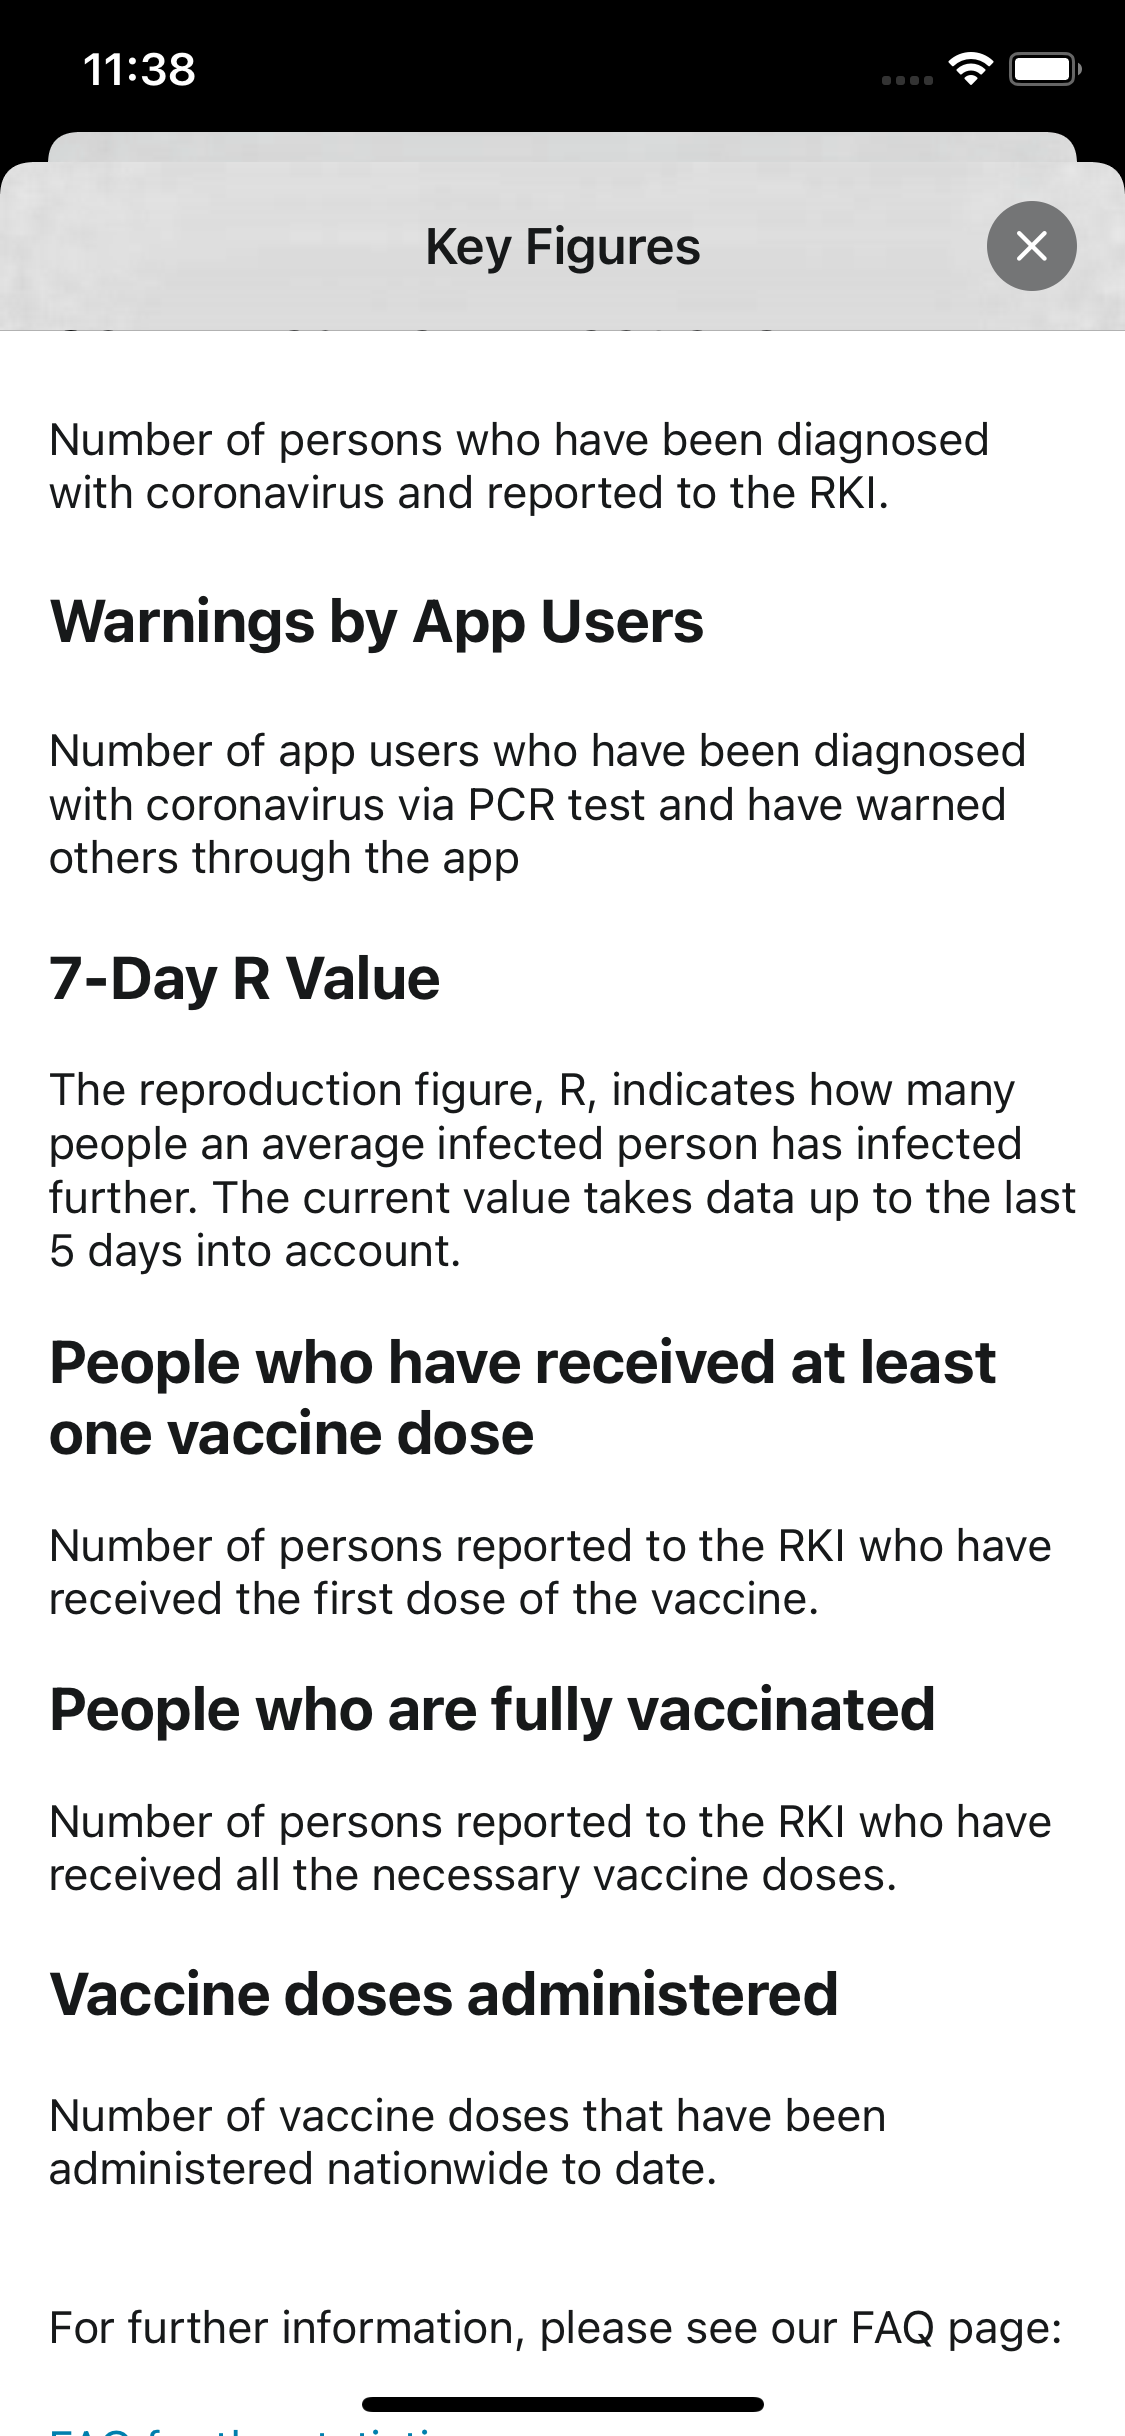 11:38
Key Figures
Number of persons who have been diagnosed
with coronavirus and reported to the RKI.
Warnings by App Users
Number of app users who have been diagnosed
with coronavirus via PCR test and have warned
others through the app
7-Day R Value
The reproduction figure, R, indicates how many
people an average infected person has infected
further. The current value takes data up to the last
5 days into account.
People who have received at least
one vaccine dose
Number of persons reported to the RKI who have
received the first dose of the vaccine.
People who are fully vaccinated
Number of persons reported to the RKI who have
received all the necessary vaccine doses.
Vaccine doses administered
Number of vaccine doses that have been
administered nationwide to date.
For further information, please see our FAQ page: